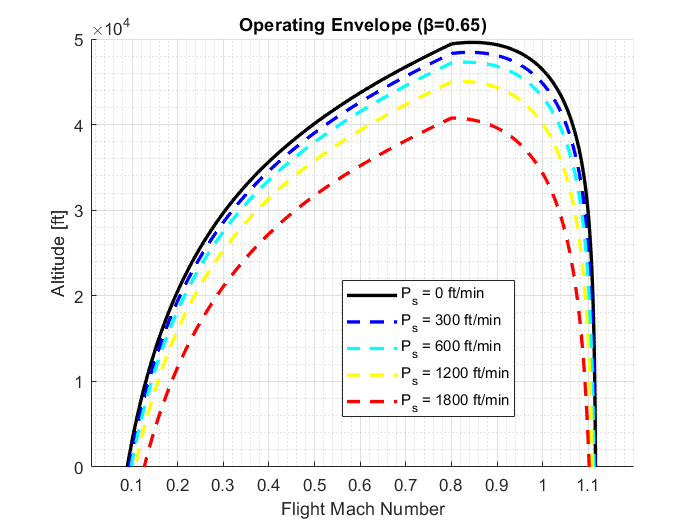 Operating Envelope (β=0.65)
×10⁴
5
4
3
2
1
0
Altitude [ft]
P_s = 0 ft/min
P_s = 300 ft/min
P_s = 600 ft/min
P_s = 1200 ft/min
P_s = 1800 ft/min
0.1 0.2 0.3 0.4 0.5 0.6 0.7 0.8 0.9 1 1.1
Flight Mach Number